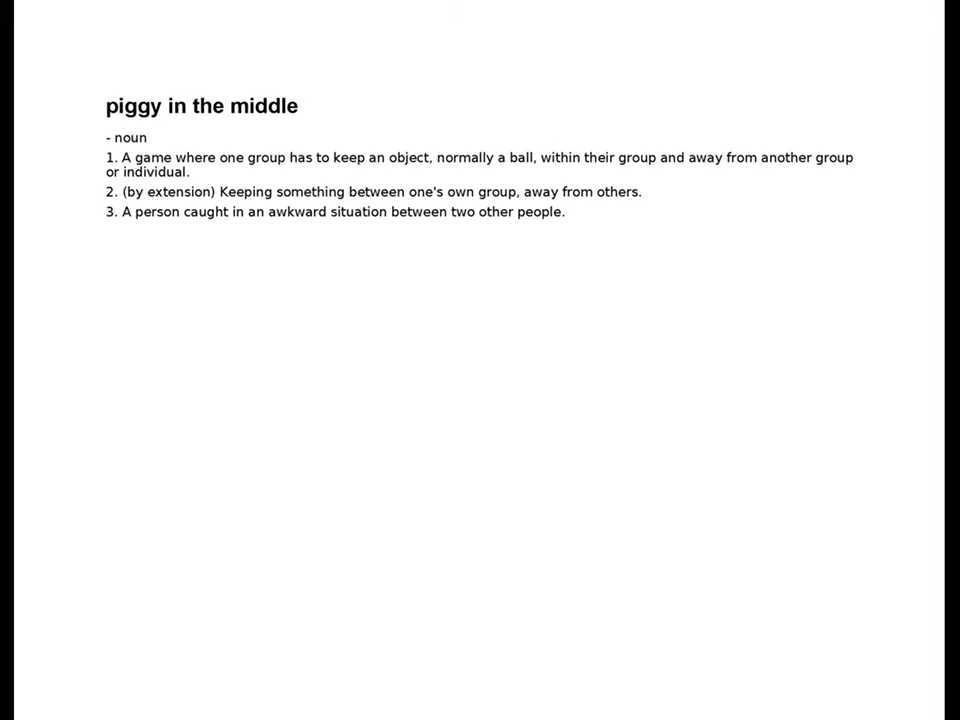 piggy in the middle
- noun
1. A game where one group has to keep an object, normally a ball, within their group and away from another group
or individual.
2. (by extension) Keeping something between one's own group, away from others.
3. A person caught in an awkward situation between two other people.